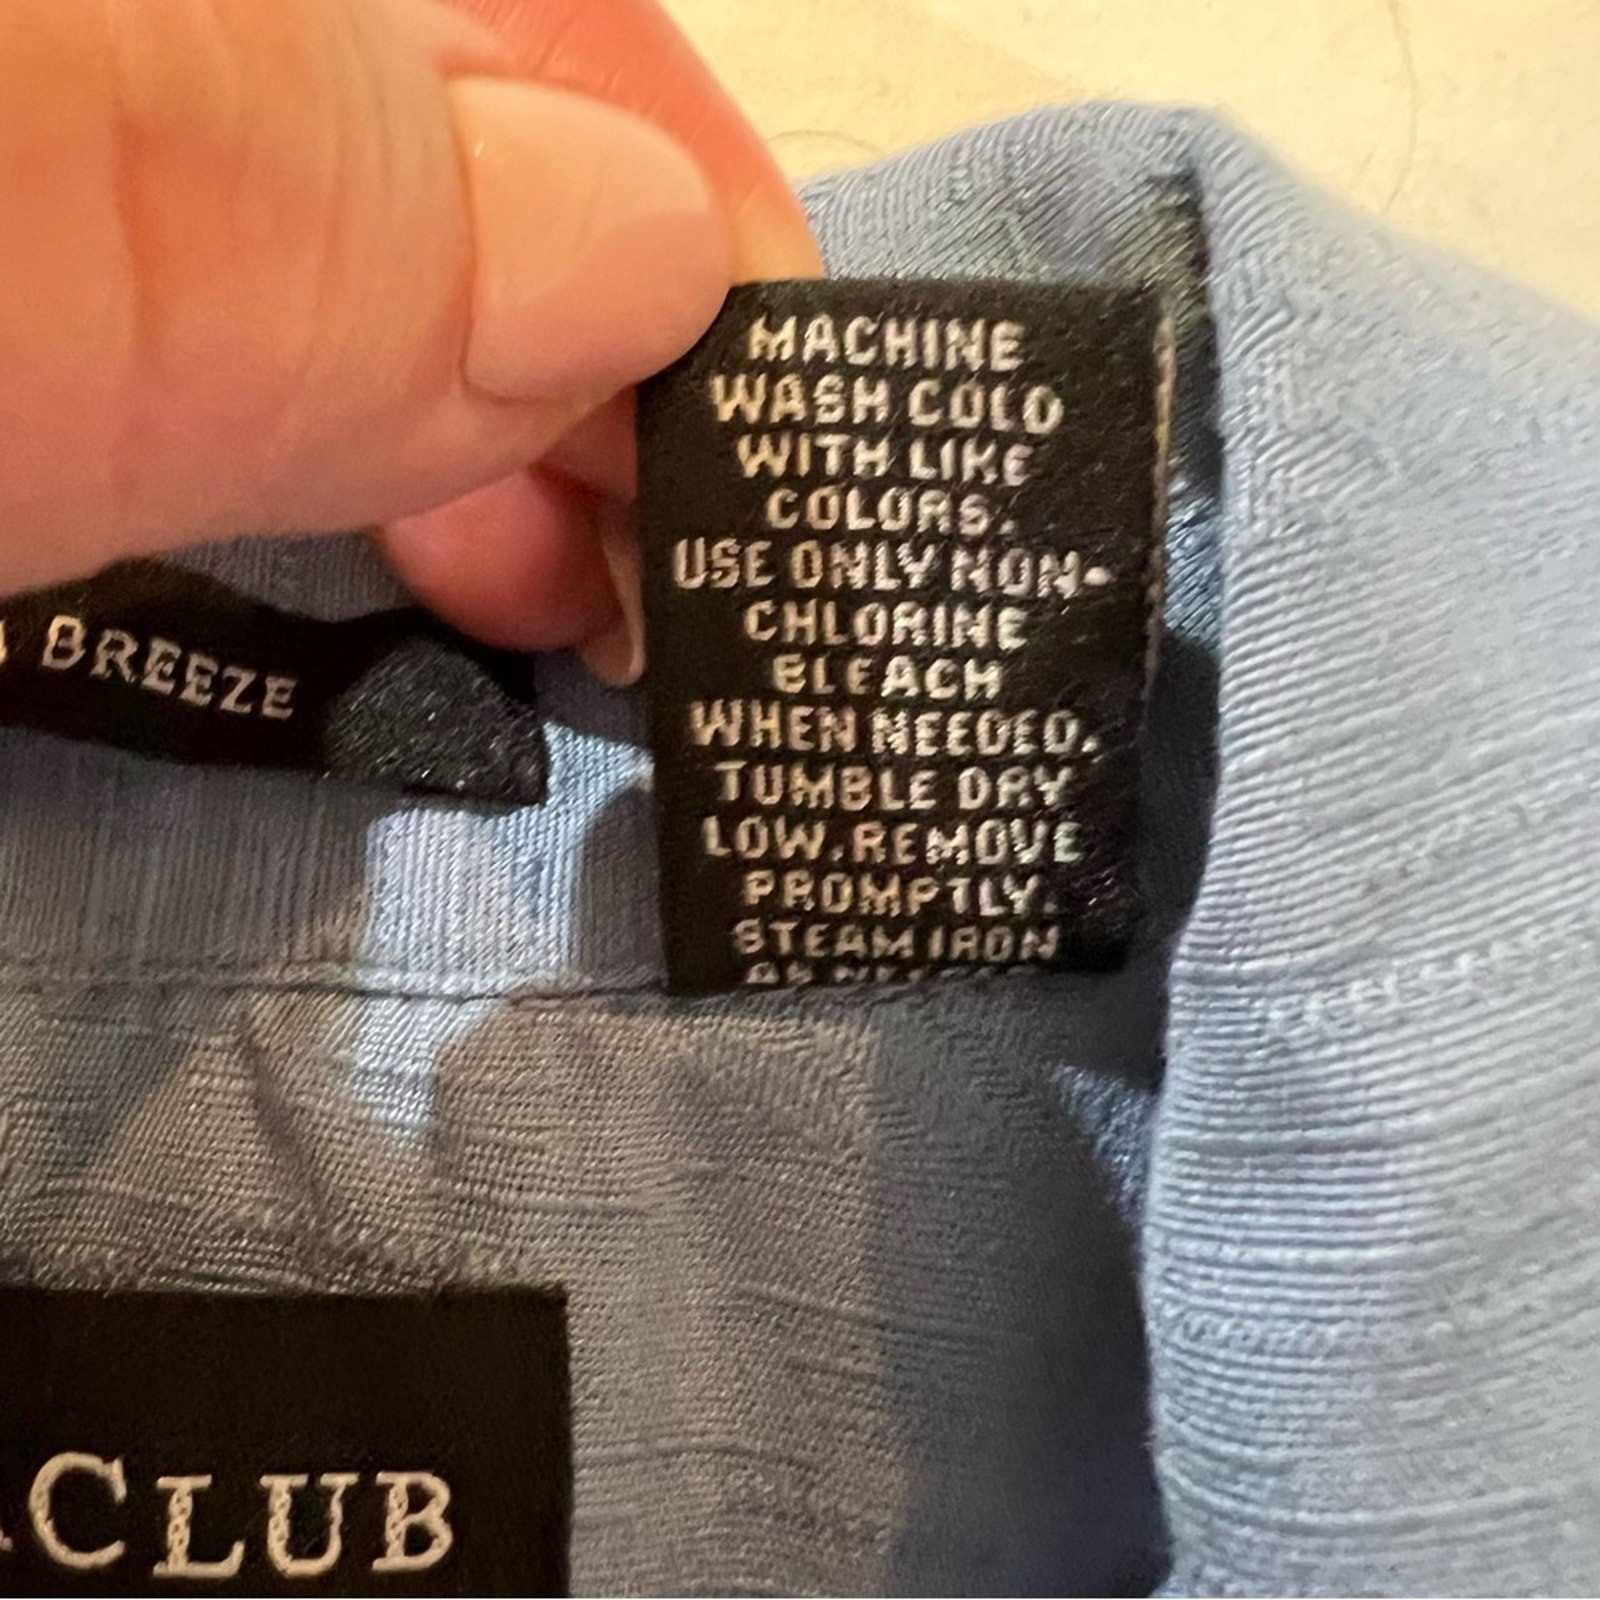 MACHINE
WASH COLD
WITH LIKE
COLORS.
USE ONLY NON-
CHLORINE
BLEACH
WHEN NEEDED.
TUMBLE DRY
LOW. REMOVE
PROMPTLY.
STEAM IRON
BREEZE
CLUB